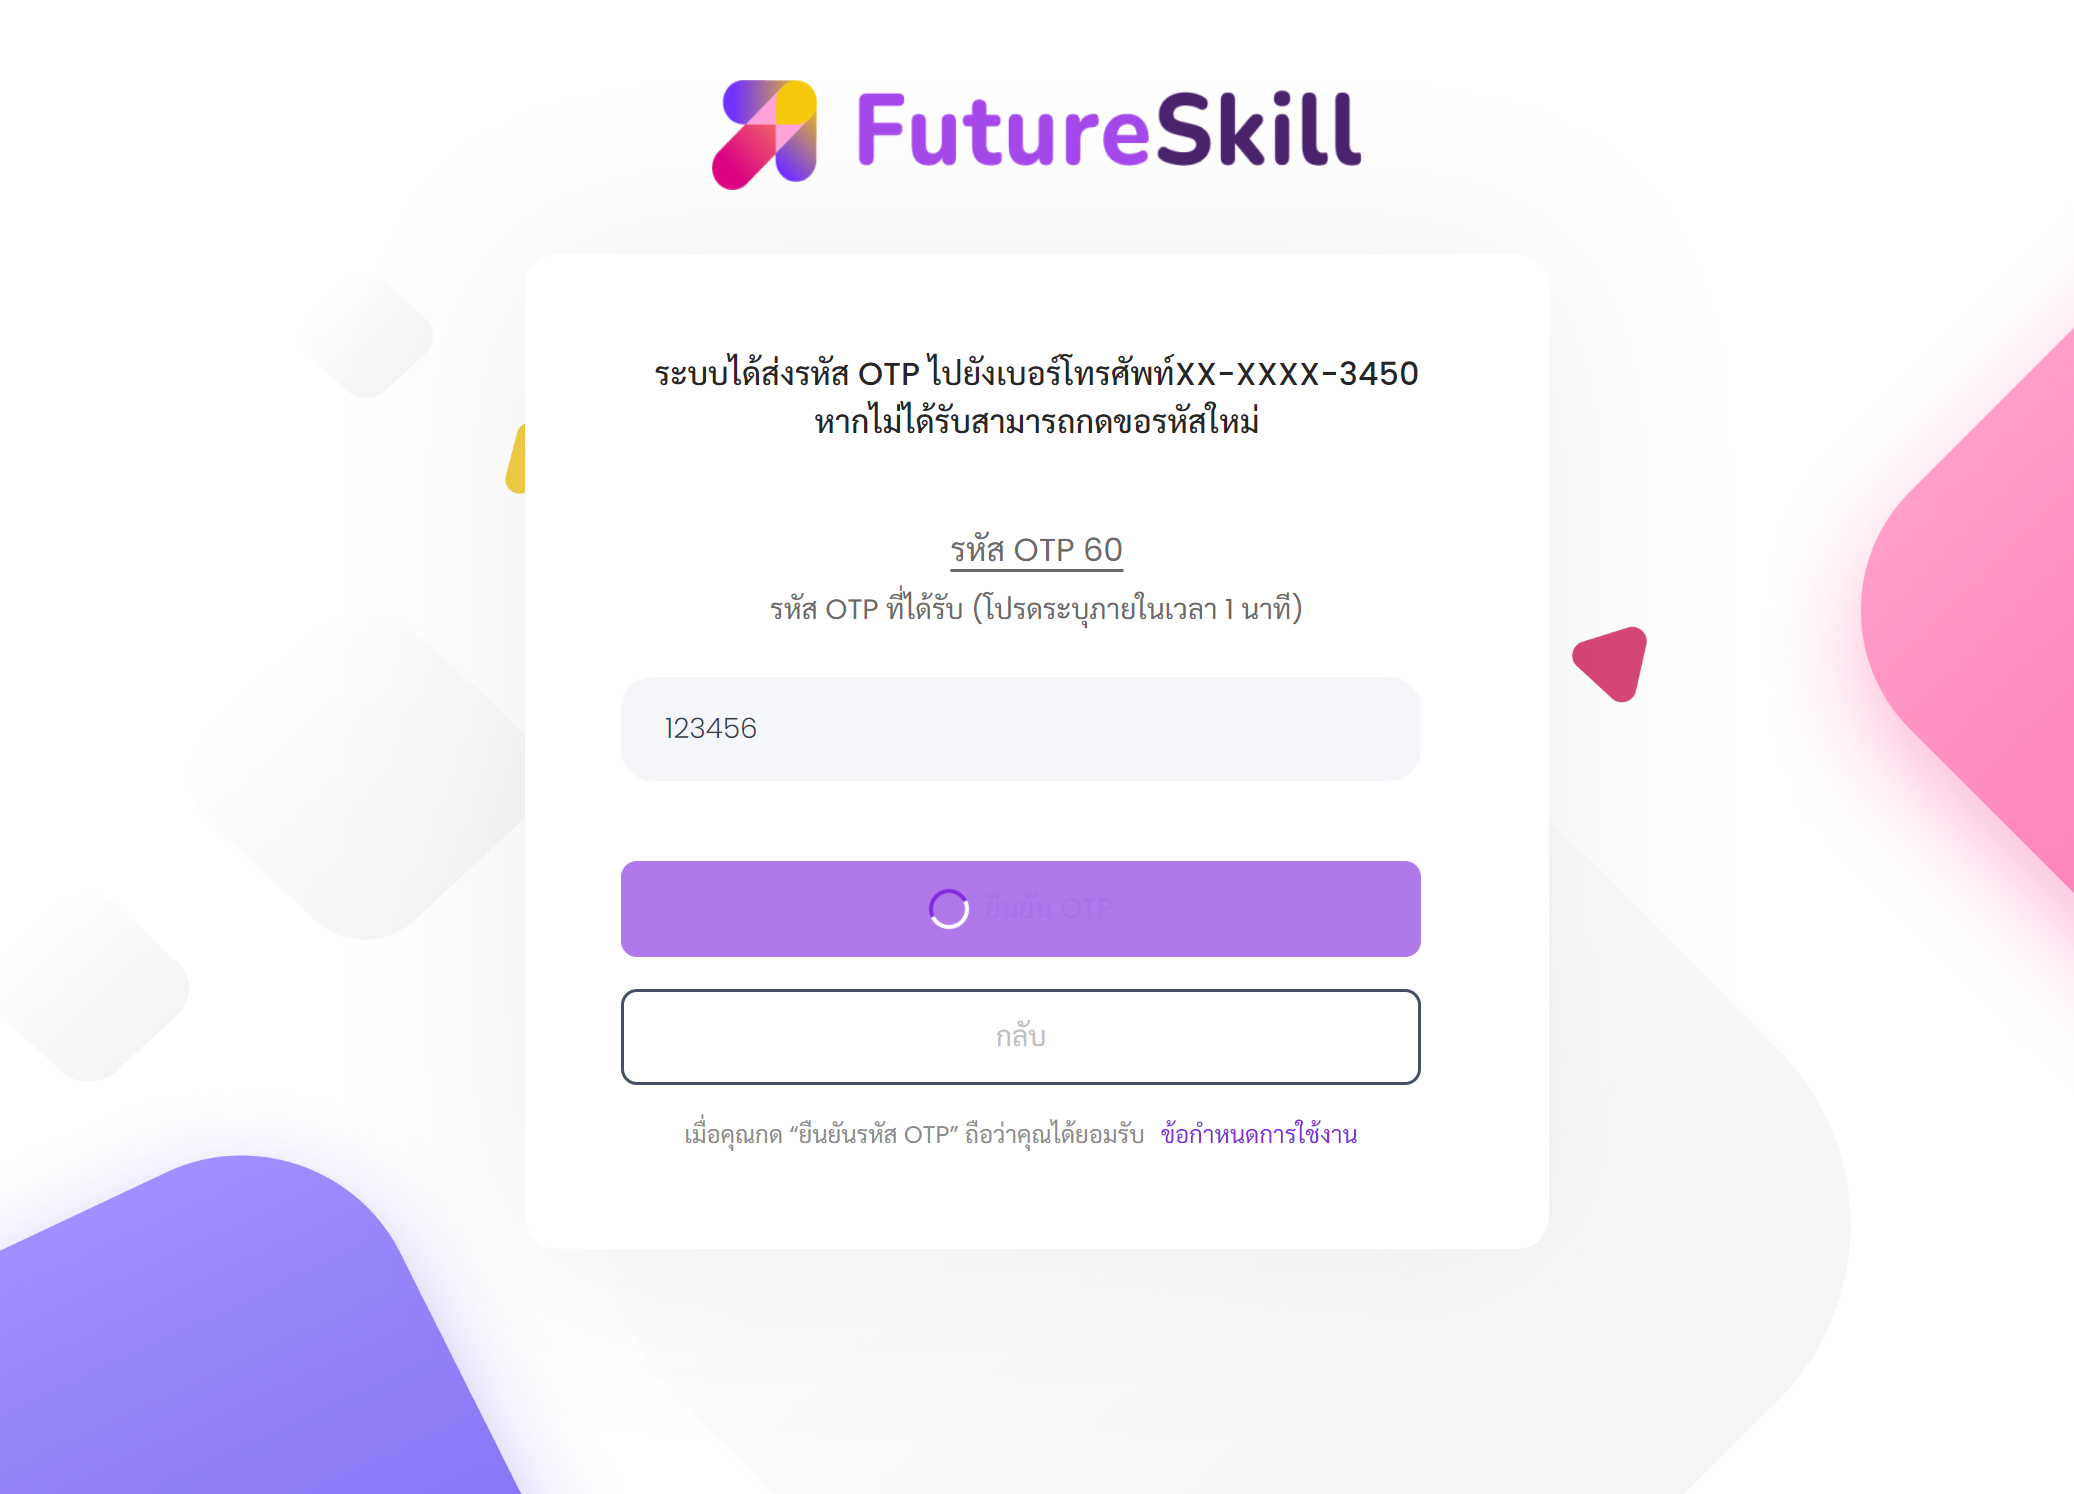 FutureSkill
ระบบได้ส่งรหัส OTP ไปยังเบอร์โทรศัพท์XX-XXXX-3450
หากไม่ได้รับสามารถกดขอรหัสใหม่
รหัส OTP 60
รหัส OTP ที่ได้รับ (โปรดระบุภายในเวลา 1 นาที)
123456
ยืนยัน OTP
กลับ
เมื่อคุณกด “ยืนยันรหัส OTP” ถือว่าคุณได้ยอมรับ ข้อกำหนดการใช้งาน